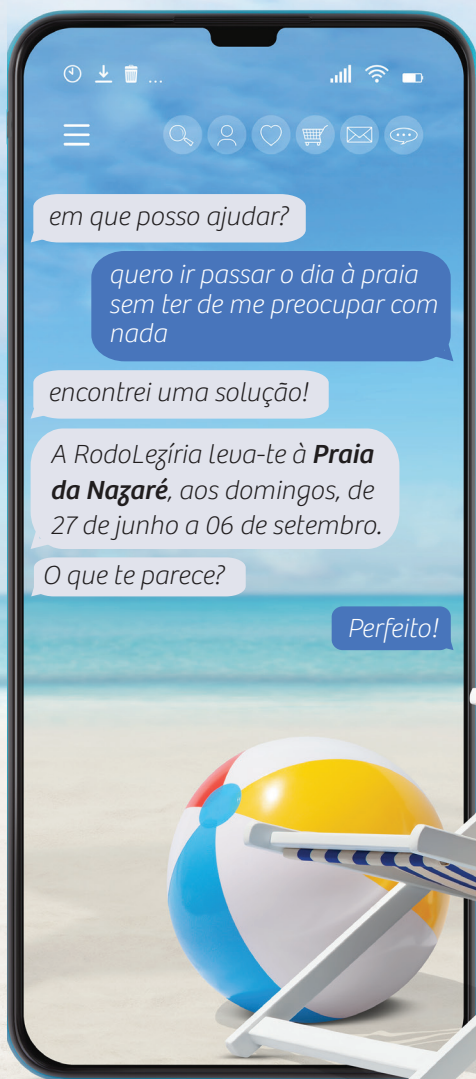 ...
em que posso ajudar?
quero ir passar o dia à praia
sem ter de me preocupar com
nada
encontrei uma solução!
A RodoLezíria leva-te à Praia
da Nazaré, aos domingos, de
27 de junho a 06 de setembro.
O que te parece?
Perfeito!